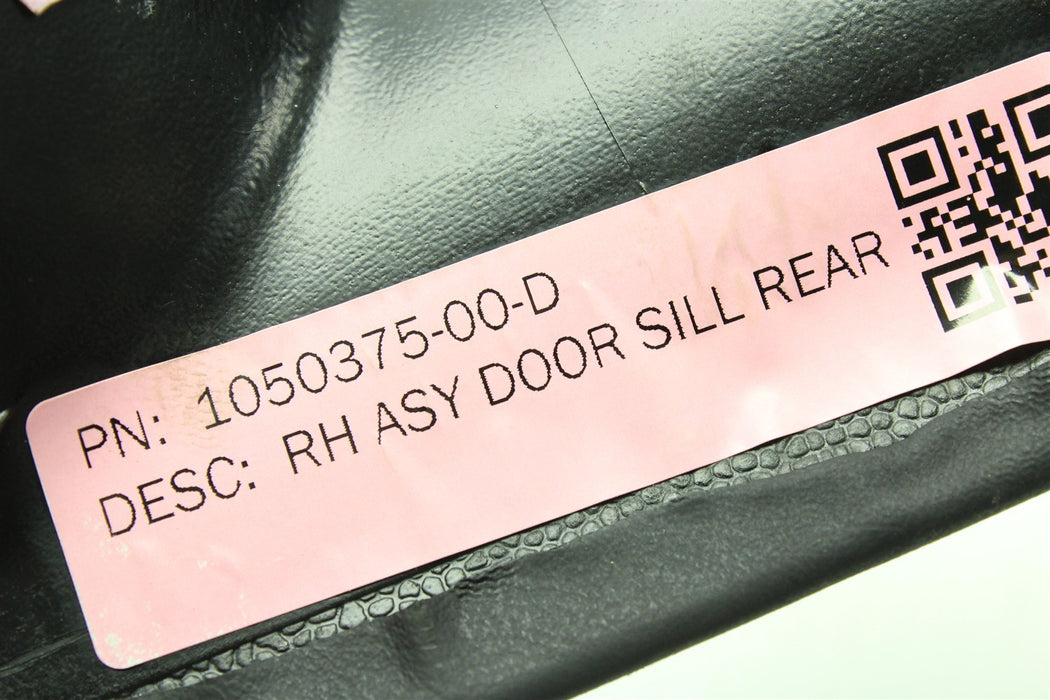 PN: 1050375-00-D
DESC: RH ASY DOOR SILL REAR